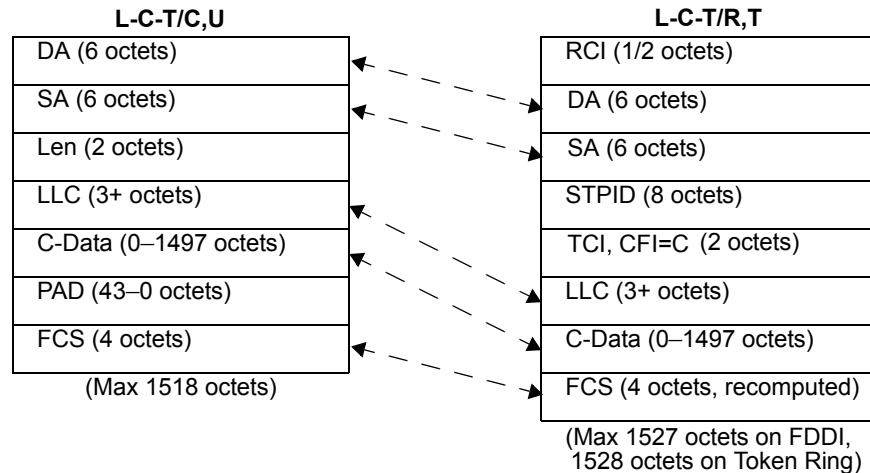 L-C-T/C,U
DA (6 octets)
SA (6 octets)
Len (2 octets)
LLC (3+ octets)
C-Data (0–1497 octets)
PAD (43–0 octets)
FCS (4 octets)
(Max 1518 octets)
L-C-T/R,T
RCI (1/2 octets)
DA (6 octets)
SA (6 octets)
STPID (8 octets)
TCI, CFI=C (2 octets)
LLC (3+ octets)
C-Data (0–1497 octets)
FCS (4 octets, recomputed)
(Max 1527 octets on FDDI,
1528 octets on Token Ring)